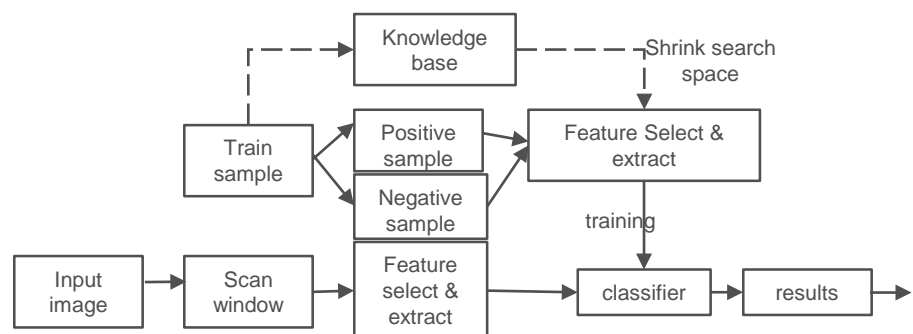 Knowledge
base
Shrink search
space
Train
sample
Positive
sample
Negative
sample
Feature Select &
extract
training
Input
image
Scan
window
Feature
select &
extract
classifier
results